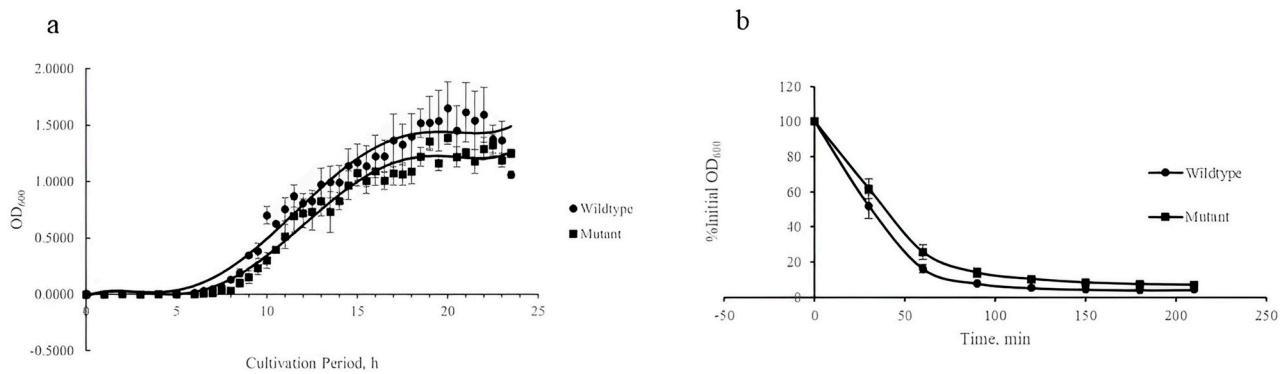 a
2.0000
1.5000
1.0000
0.5000
0.0000
-0.5000
OD600
0 5 10 15 20 25
Cultivation Period, h
Wildtype
Mutant
b
120
100
80
60
40
20
0
%Initial OD600
-50 0 50 100 150 200 250
Time, min
Wildtype
Mutant